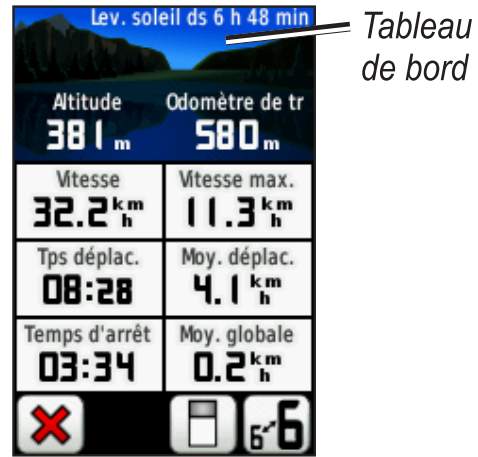 Lev. soleil ds 6 h 48 min
Tableau
de bord
Altitude Odomètre de tr
381 m 580 m
Vitesse Vitesse max.
32.2 km/h 11.3 km/h
Tps déplac. Moy. déplac.
08:28 4.1 km/h
Temps d'arrêt Moy. globale
03:34 0.2 km/h
6 6